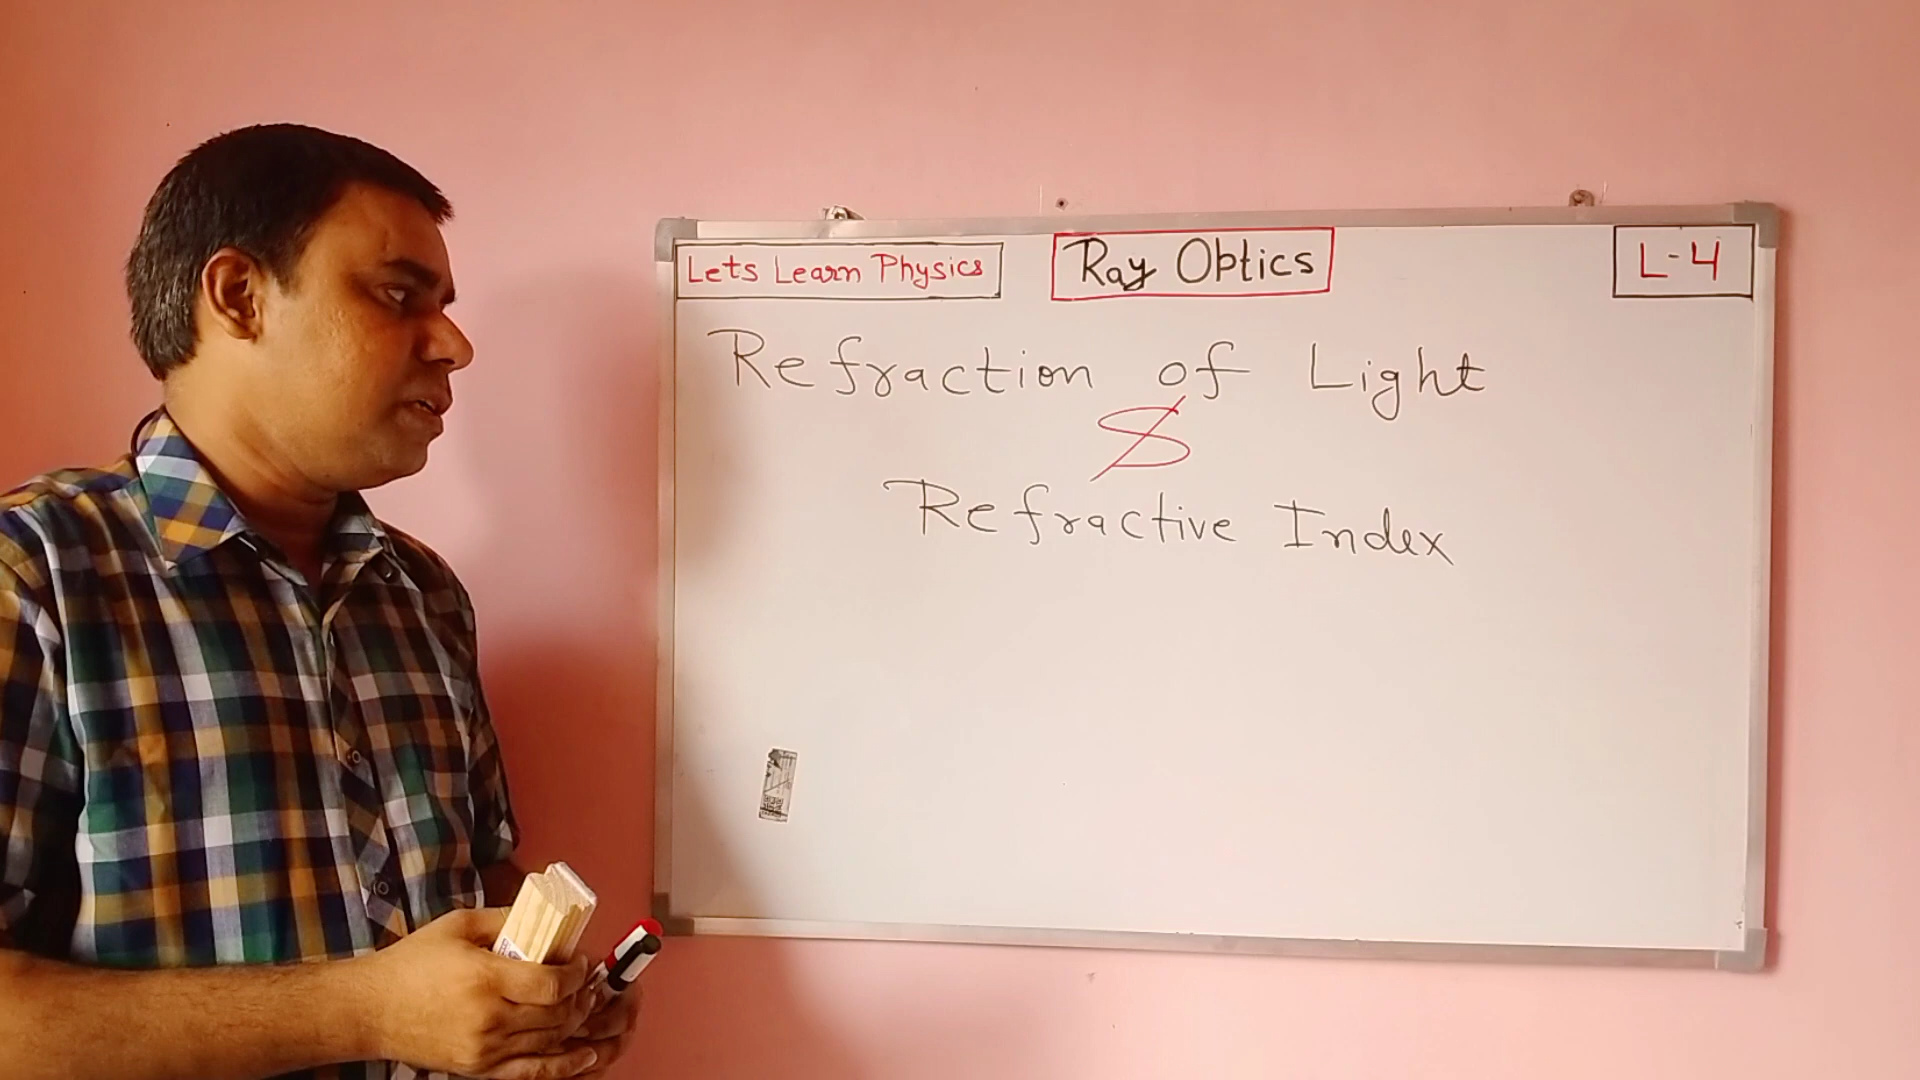 Lets Learn Physics
Ray Optics
L-4
Refraction of Light
&
Refractive Index